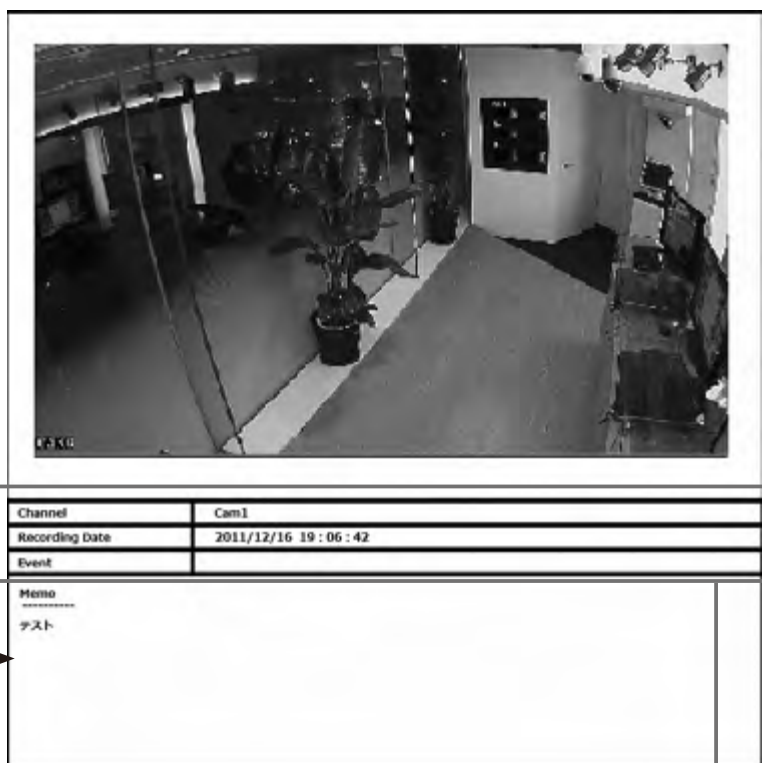 Channel Cam1
Recording Date 2011/12/16 19 : 06 : 42
Event
Memo
----------
テスト